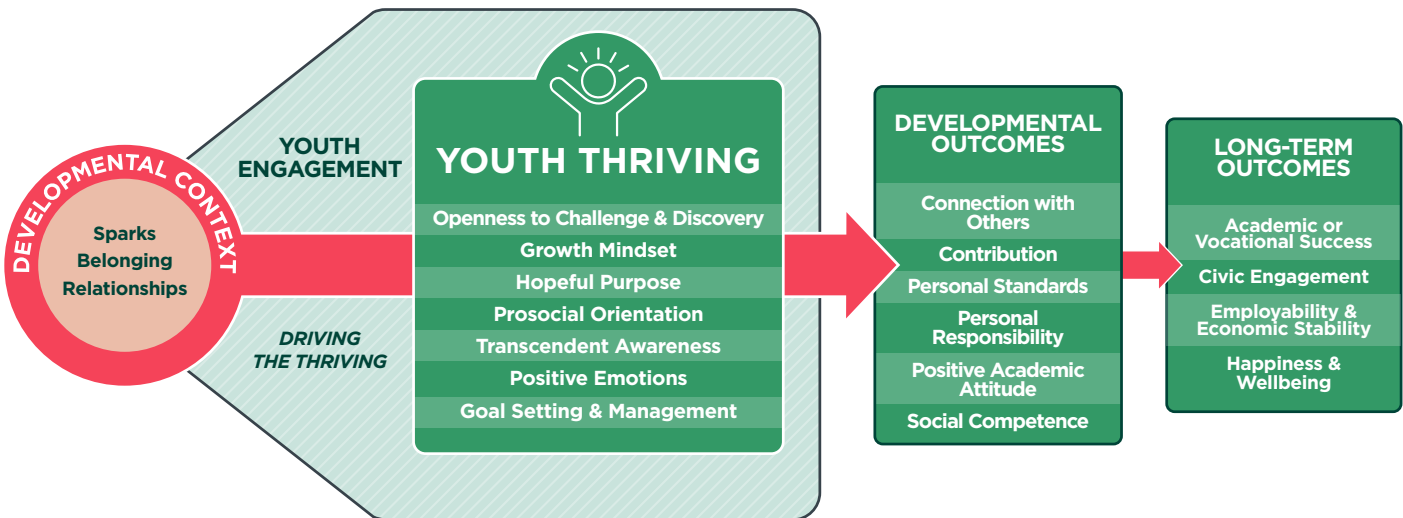 DEVELOPMENTAL CONTEXT
Sparks
Belonging
Relationships
YOUTH
ENGAGEMENT
DRIVING
THE THRIVING
YOUTH THRIVING
Openness to Challenge & Discovery
Growth Mindset
Hopeful Purpose
Prosocial Orientation
Transcendent Awareness
Positive Emotions
Goal Setting & Management
DEVELOPMENTAL
OUTCOMES
Connection with
Others
Contribution
Personal Standards
Personal
Responsibility
Positive Academic
Attitude
Social Competence
LONG-TERM
OUTCOMES
Academic or
Vocational Success
Civic Engagement
Employability &
Economic Stability
Happiness &
Wellbeing